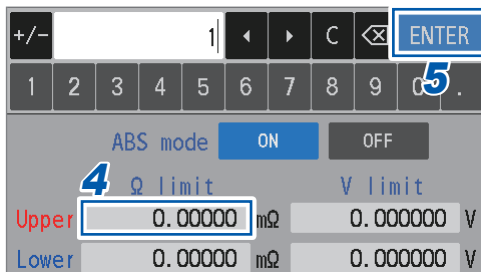 +/- 1 ◀ ▶ C ⌫ ENTER
1 2 3 4 5 6 7 8 9 0 .
5
ABS mode ON OFF
4
Ω limit V limit
Upper 0.00000 mΩ 0.000000 V
Lower 0.00000 mΩ 0.000000 V